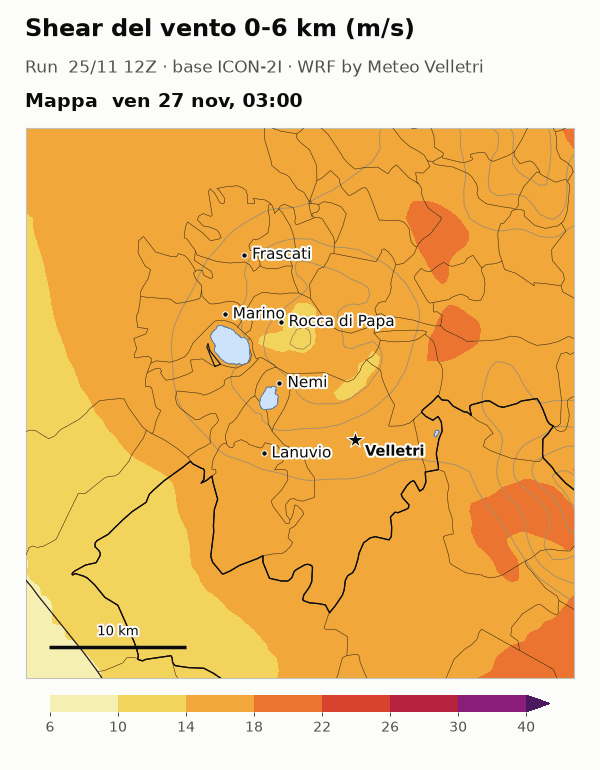 Shear del vento 0-6 km (m/s)
Run  25/11 12Z · base ICON-2I · WRF by Meteo Velletri
Mappa  ven 27 nov, 03:00
Frascati
Marino
Rocca di Papa
Nemi
Velletri
Lanuvio
10 km
6 10 14 18 22 26 30 40